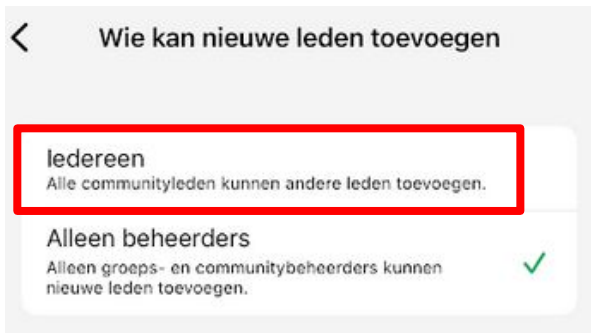 Wie kan nieuwe leden toevoegen
Iedereen
Alle communityleden kunnen andere leden toevoegen.
Alleen beheerders
Alleen groeps- en communitybeheerders kunnen
nieuwe leden toevoegen.